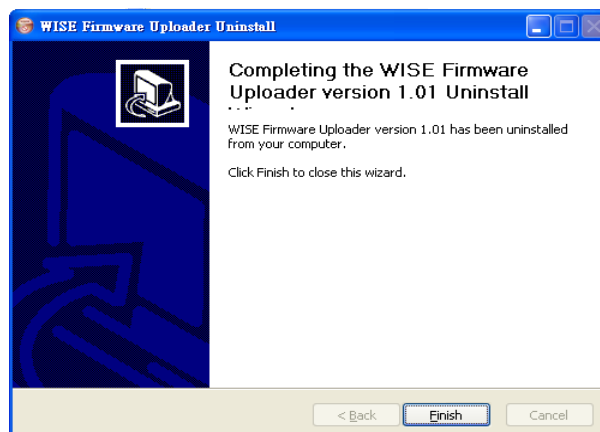 WISE Firmware Uploader Uninstall
Completing the WISE Firmware
Uploader version 1.01 Uninstall
WISE Firmware Uploader version 1.01 has been uninstalled
from your computer.
Click Finish to close this wizard.
< Back Finish Cancel